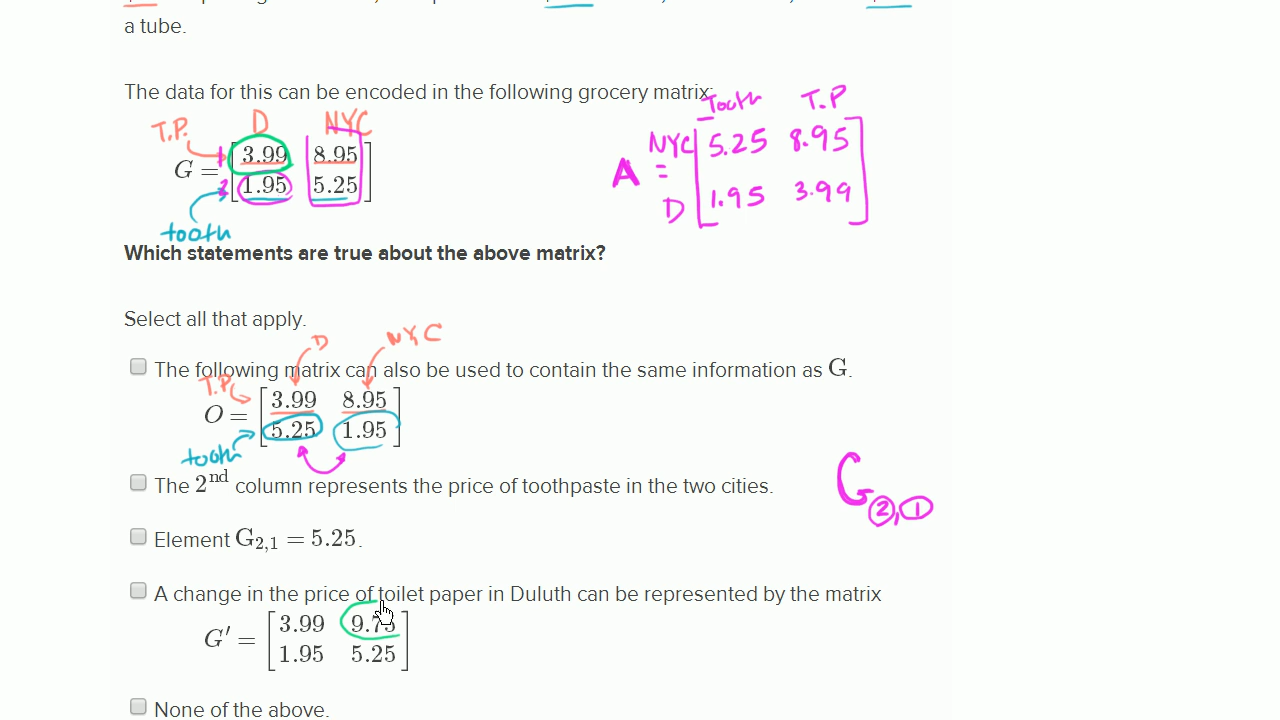 a tube.
The data for this can be encoded in the following grocery matrix:
Tooth T.P
T.P. D NYC
G = [3.99 8.95]
1 2 [1.95 5.25]
A = NYC [5.25 8.95]
D [1.95 3.99]
tooth
Which statements are true about the above matrix?
Select all that apply.
D NYC
The following matrix can also be used to contain the same information as G.
T.P.
O = [3.99 8.95]
[5.25 1.95]
tooth
The 2nd column represents the price of toothpaste in the two cities.
G2,1
Element G2,1 = 5.25.
A change in the price of toilet paper in Duluth can be represented by the matrix
G′ = [3.99 9.73]
[1.95 5.25]
None of the above.